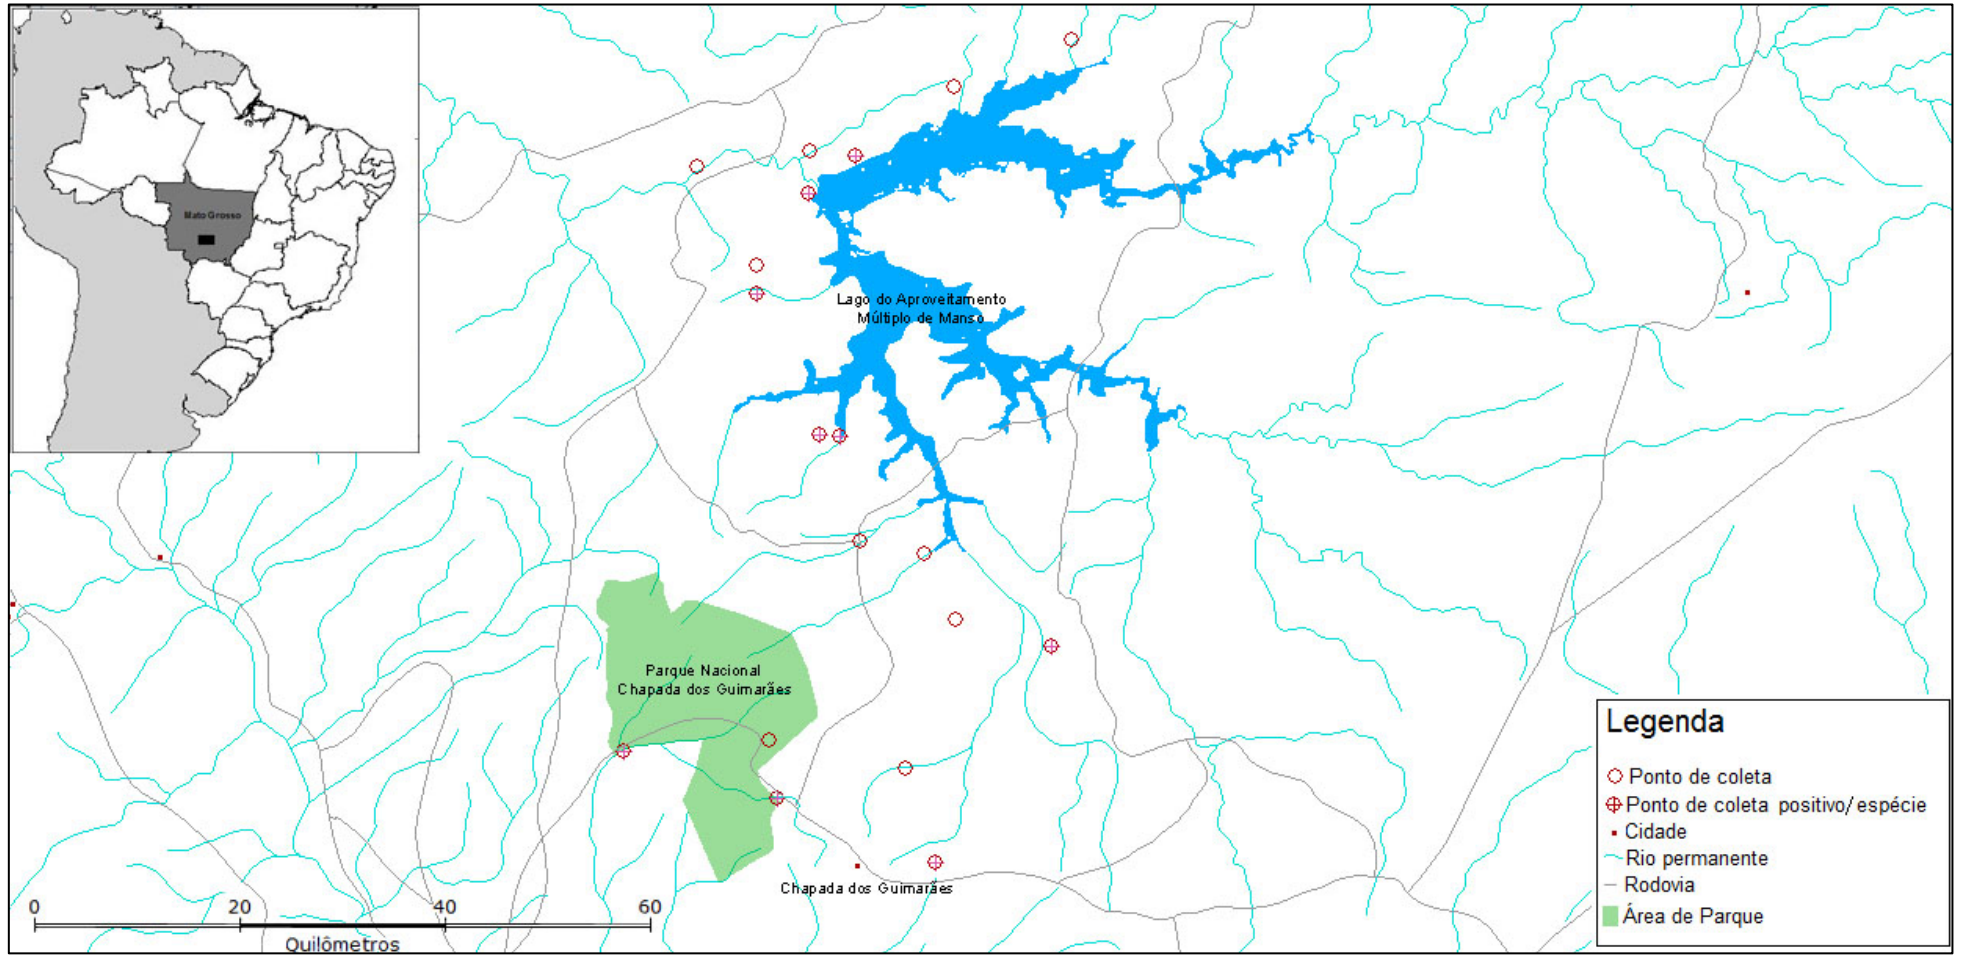 Mato Grosso
Lago do Aproveitamento
Múltiplo de Manso
Parque Nacional
Chapada dos Guimarães
Chapada dos Guimarães
0 20 40 60
Quilômetros
Legenda
Ponto de coleta
Ponto de coleta positivo/espécie
Cidade
Rio permanente
Rodovia
Área de Parque